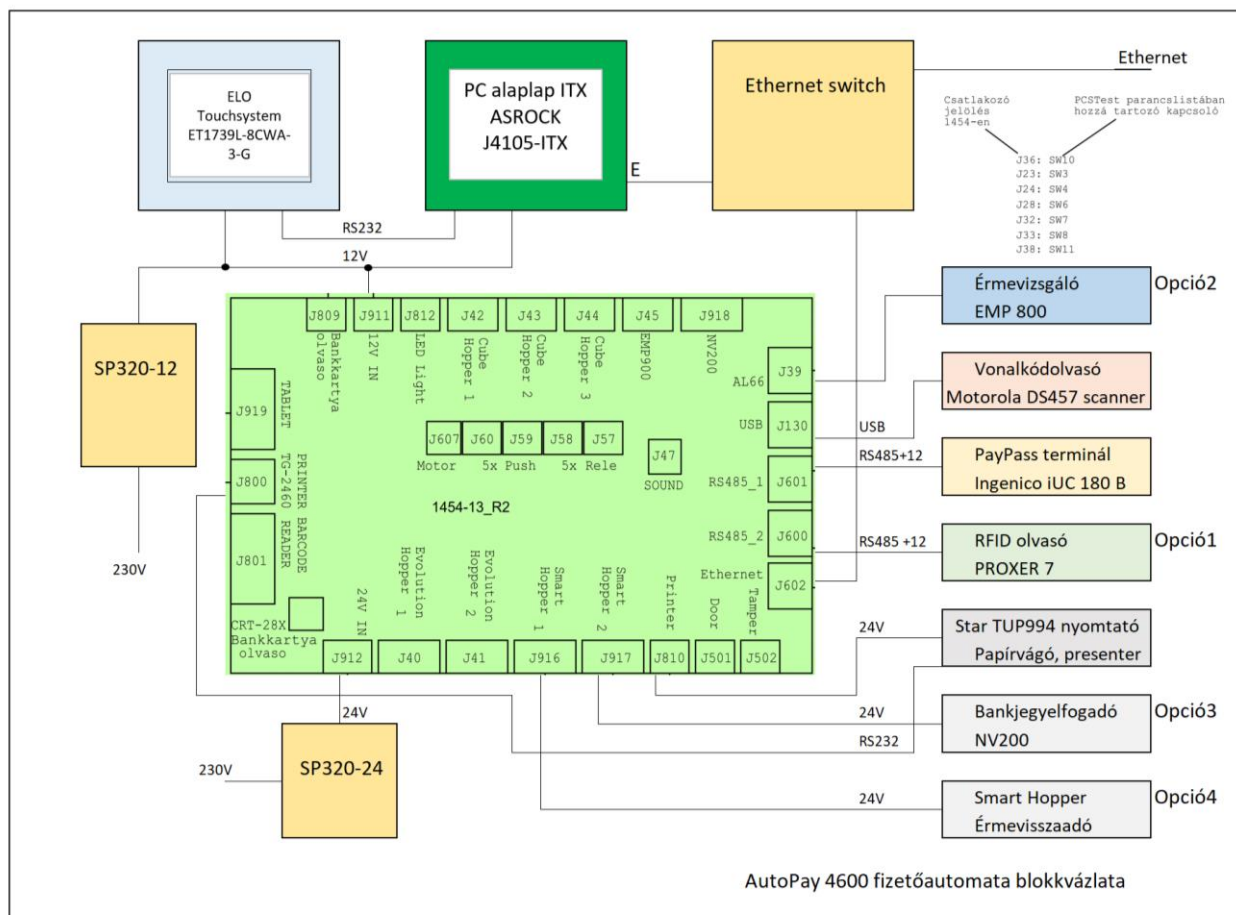 ELO
Touchsystem
ET1739L-8CWA-
3-G
PC alaplap ITX
ASROCK
J4105-ITX
Ethernet switch
Ethernet
Csatlakozó
jelölés
1454-en
PCSTest parancslistában
hozzá tartozó kapcsoló
J36: SW10
J23: SW3
J24: SW4
J28: SW6
J32: SW7
J33: SW8
J38: SW11
E
RS232
12V
SP320-12
230V
J809
J911
J812
J42
J43
J44
J45
J918
Bankkartya
olvaso
12V IN
LED Light
Cube
Hopper 1
Cube
Hopper 2
Cube
Hopper 3
EMP900
NV200
J919
TABLET
J800
PRINTER
TG-2460
J801
BARCODE
READER
CRT-28X
Bankkartya
olvaso
J607
J60
J59
J58
J57
Motor
5x Push
5x Rele
J47
SOUND
1454-13_R2
AL66
J39
USB
J130
RS485_1
J601
RS485_2
J600
Ethernet
J602
24V IN
Evolution
Hopper 1
Evolution
Hopper 2
Smart
Hopper 1
Smart
Hopper 2
Printer
Door
Tamper
J912
J40
J41
J916
J917
J810
J501
J502
24V
SP320-24
230V
Érmevizsgáló
EMP 800
Opció2
USB
Vonalkódolvasó
Motorola DS457 scanner
RS485+12
PayPass terminál
Ingenico iUC 180 B
RS485 +12
RFID olvasó
PROXER 7
Opció1
24V
Star TUP994 nyomtató
Papírvágó, presenter
24V
RS232
Bankjegyelfogadó
NV200
Opció3
24V
Smart Hopper
Érmevisszaadó
Opció4
AutoPay 4600 fizetőautomata blokkvázlata